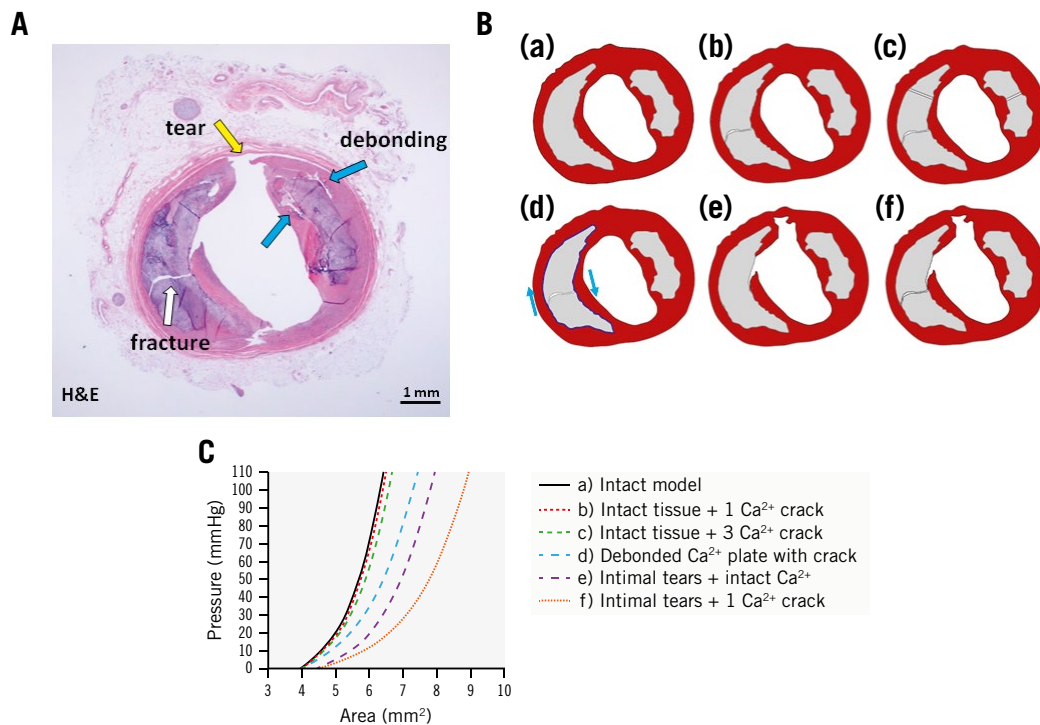 A
tear
debonding
fracture
H&E
1 mm
B
(a)
(b)
(c)
(d)
(e)
(f)
C
Pressure (mmHg)
110
100
90
80
70
60
50
40
30
20
10
0
3 4 5 6 7 8 9 10
Area (mm²)
a) Intact model
b) Intact tissue + 1 Ca²⁺ crack
c) Intact tissue + 3 Ca²⁺ crack
d) Debonded Ca²⁺ plate with crack
e) Intimal tears + intact Ca²⁺
f) Intimal tears + 1 Ca²⁺ crack